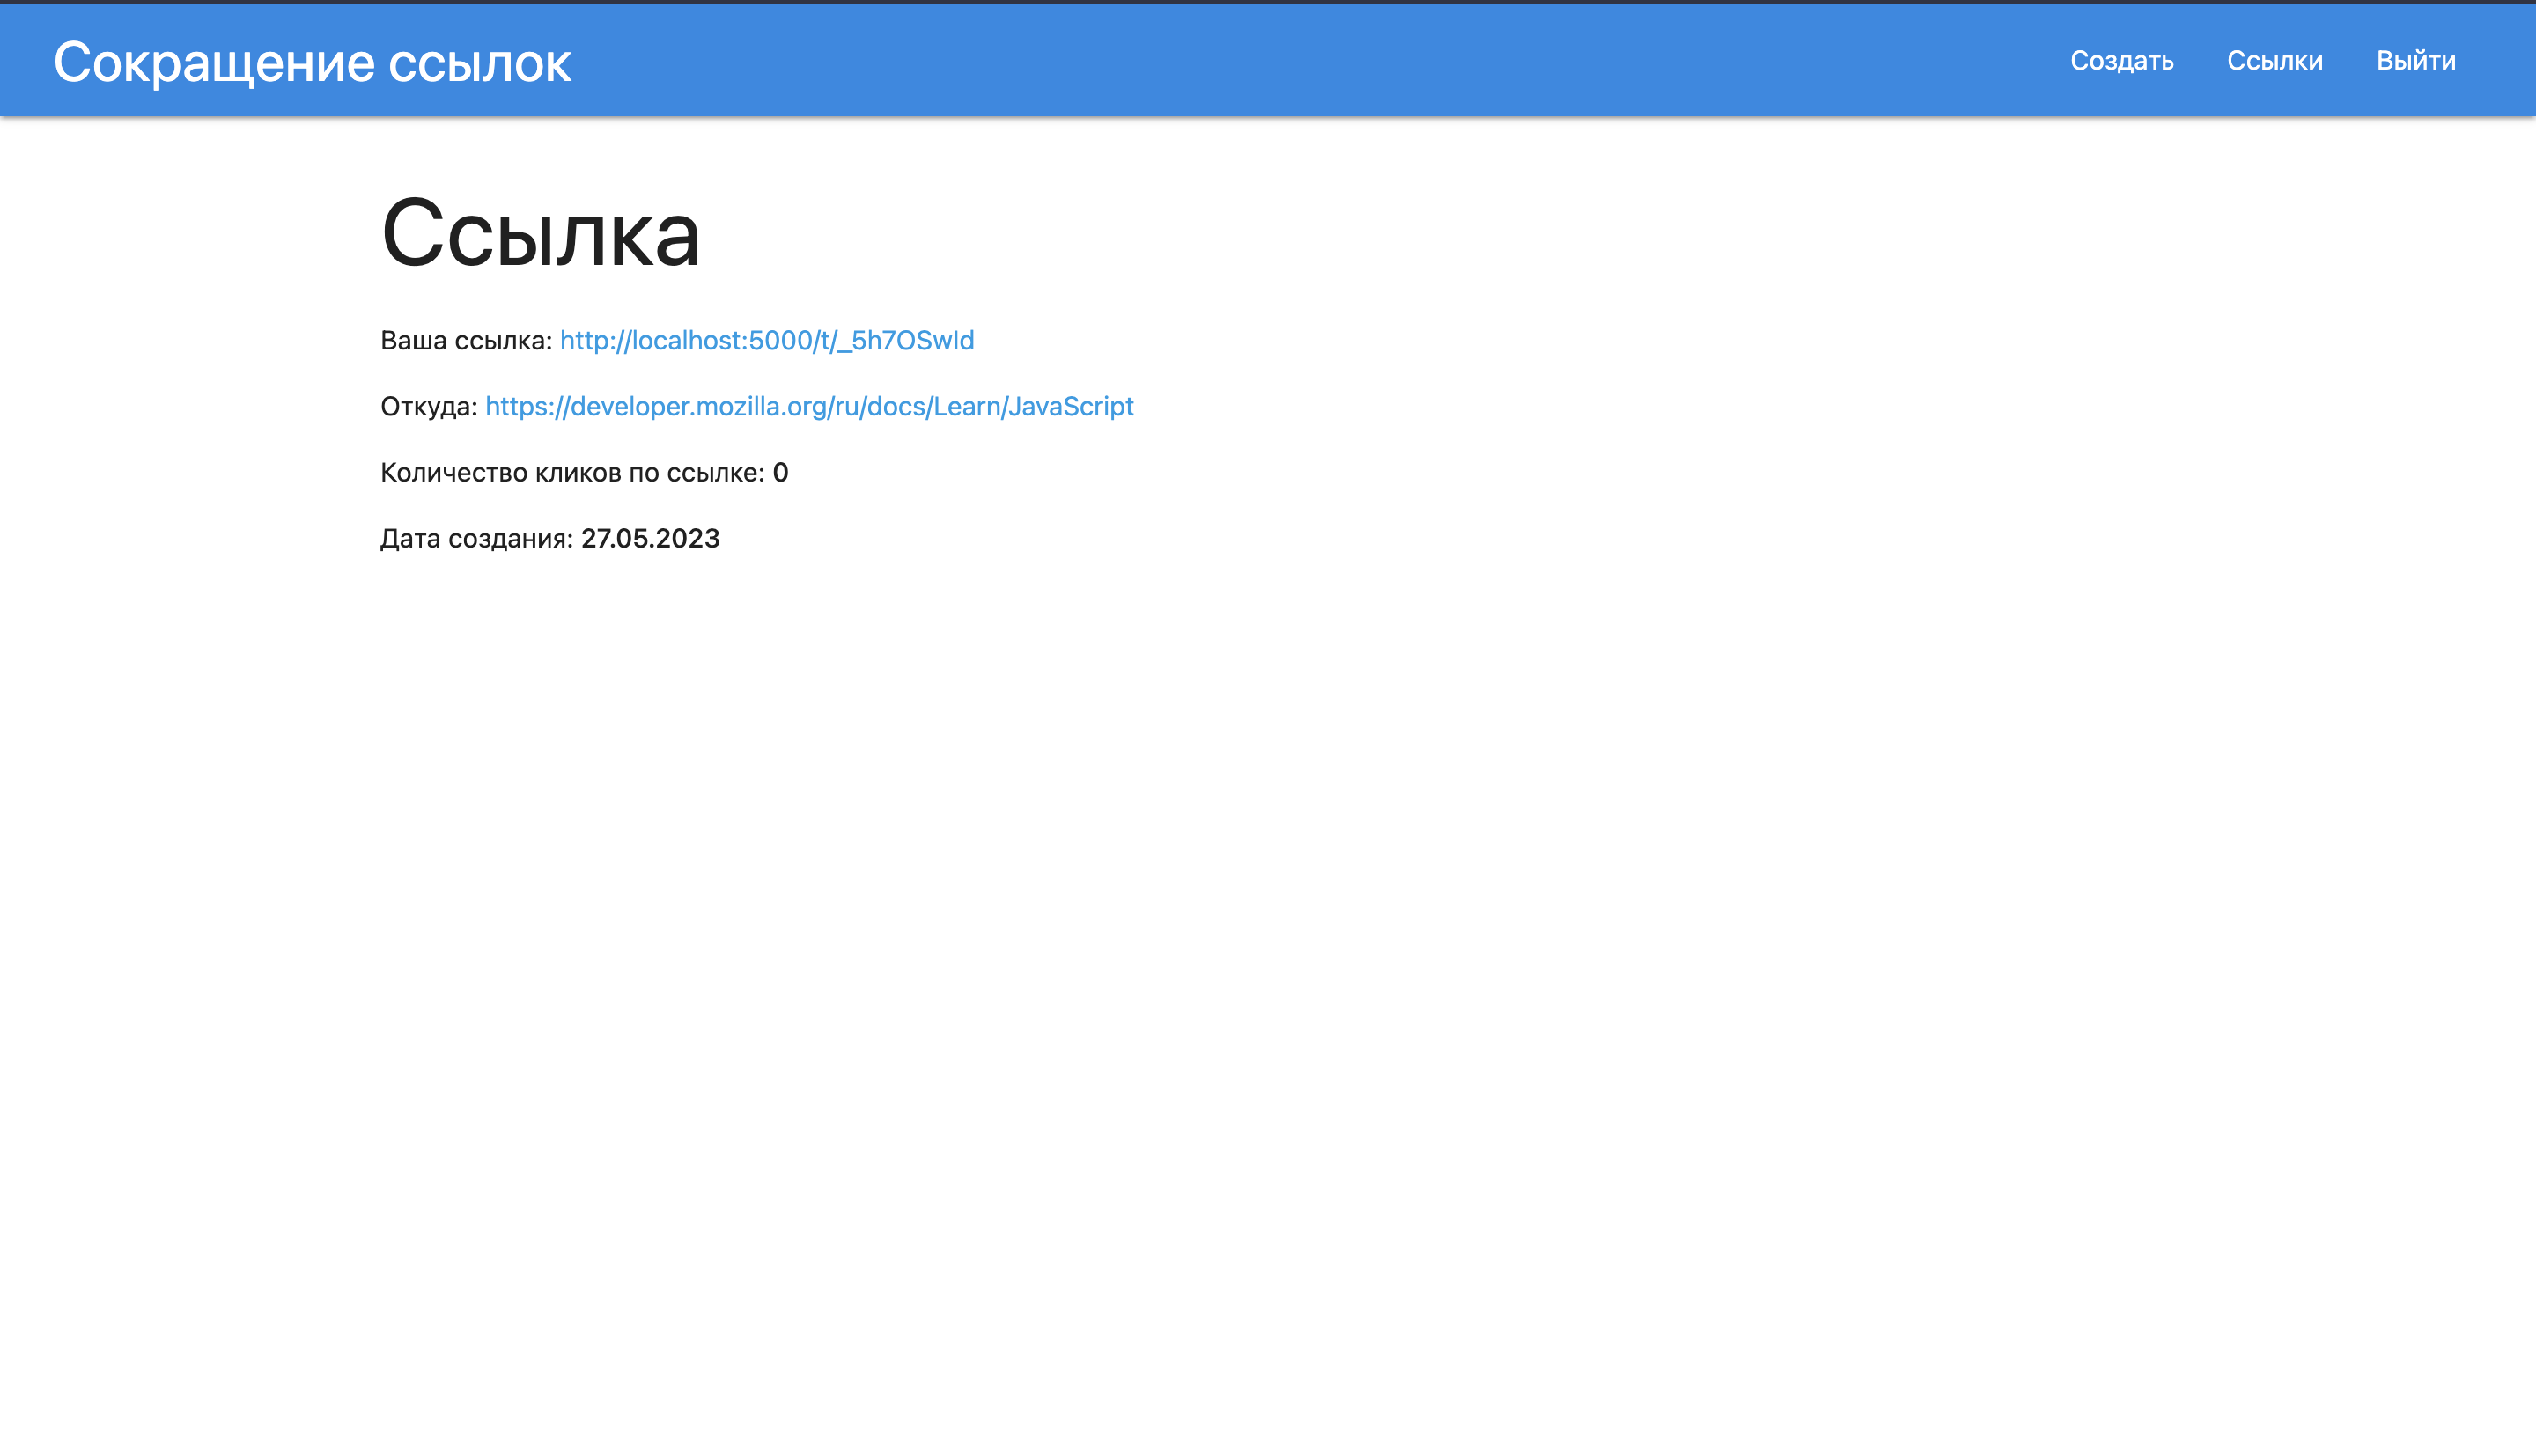 Сокращение ссылок
Создать Ссылки Выйти
Ссылка
Ваша ссылка: http://localhost:5000/t/_5h7OSwId
Откуда: https://developer.mozilla.org/ru/docs/Learn/JavaScript
Количество кликов по ссылке: 0
Дата создания: 27.05.2023